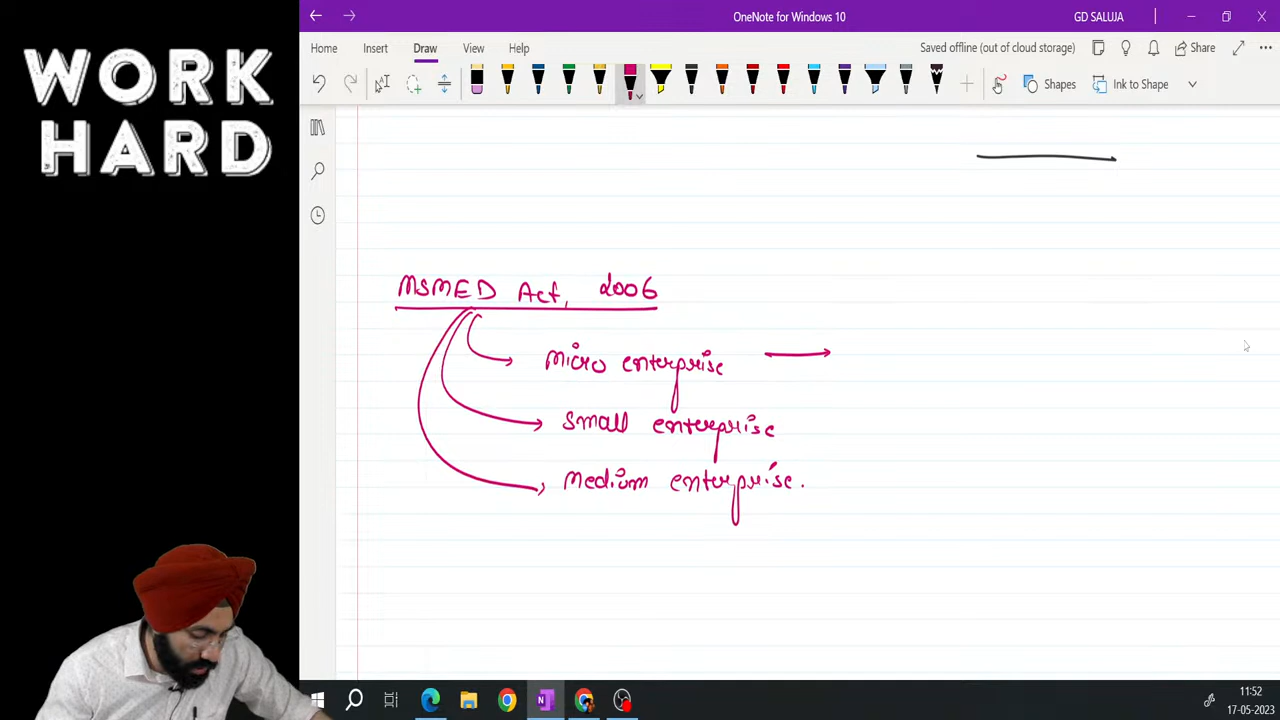 WORK
HARD
OneNote for Windows 10
GD SALUJA
Home Insert Draw View Help
Saved offline (out of cloud storage)
Share
Shapes
Ink to Shape
MSMED Act, 2006
Micro enterprise
Small enterprise
Medium enterprise.
11:52
17-05-2023